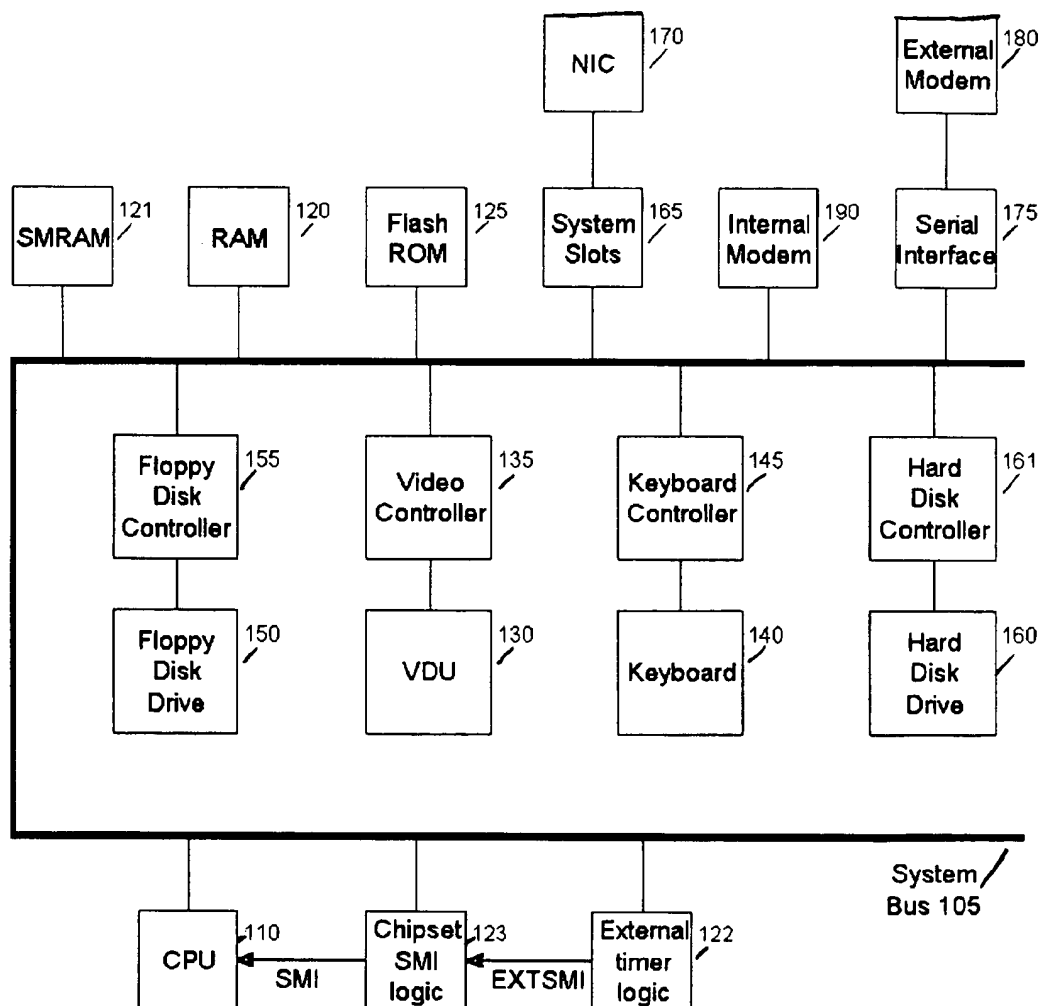 NIC
170
External
Modem
180
SMRAM
121
RAM
120
Flash
ROM
125
System
Slots
165
Internal
Modem
190
Serial
Interface
175
Floppy
Disk
Controller
155
Video
Controller
135
Keyboard
Controller
145
Hard
Disk
Controller
161
Floppy
Disk
Drive
150
VDU
130
Keyboard
140
Hard
Disk
Drive
160
System
Bus 105
CPU
110
SMI
Chipset
SMI
logic
123
EXTSMI
External
timer
logic
122